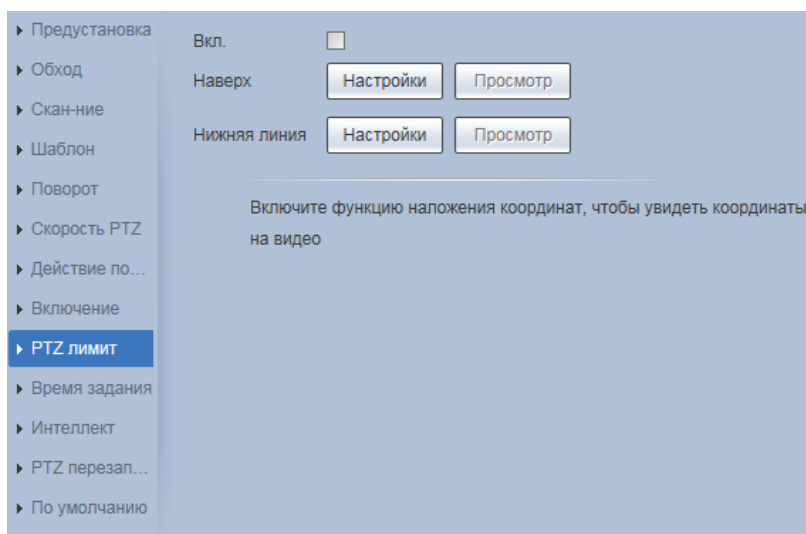 Предустановка
Обход
Скан-ние
Шаблон
Поворот
Скорость PTZ
Действие по...
Включение
PTZ лимит
Время задания
Интеллект
PTZ перезап...
По умолчанию
Вкл.
Наверх Настройки Просмотр
Нижняя линия Настройки Просмотр
Включите функцию наложения координат, чтобы увидеть координаты
на видео